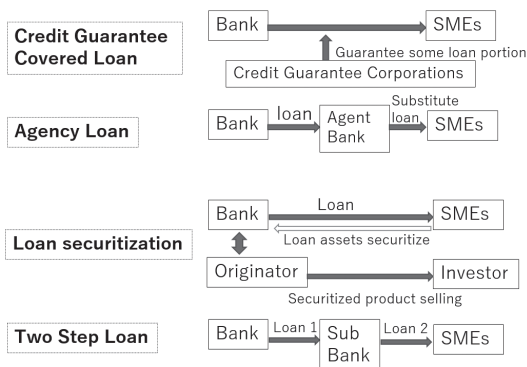 Credit Guarantee
Covered Loan
Bank
SMEs
Guarantee some loan portion
Credit Guarantee Corporations
Agency Loan
Bank
loan
Agent
Bank
Substitute
loan
SMEs
Loan securitization
Bank
Loan
SMEs
Loan assets securitize
Originator
Investor
Securitized product selling
Two Step Loan
Bank
Loan 1
Sub
Bank
Loan 2
SMEs